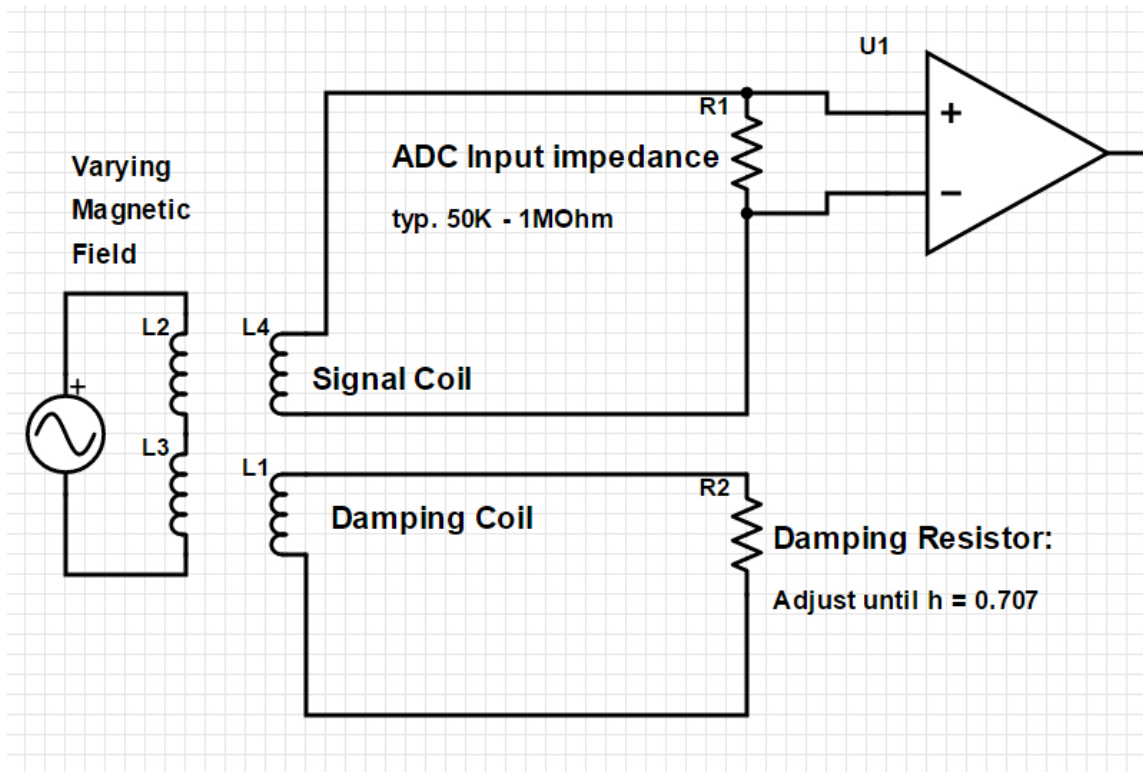 U1
R1
+
ADC Input impedance
typ. 50K - 1MOhm
−
Varying
Magnetic
Field
L2
L4
+
Signal Coil
L3
L1
R2
Damping Coil
Damping Resistor:
Adjust until h = 0.707